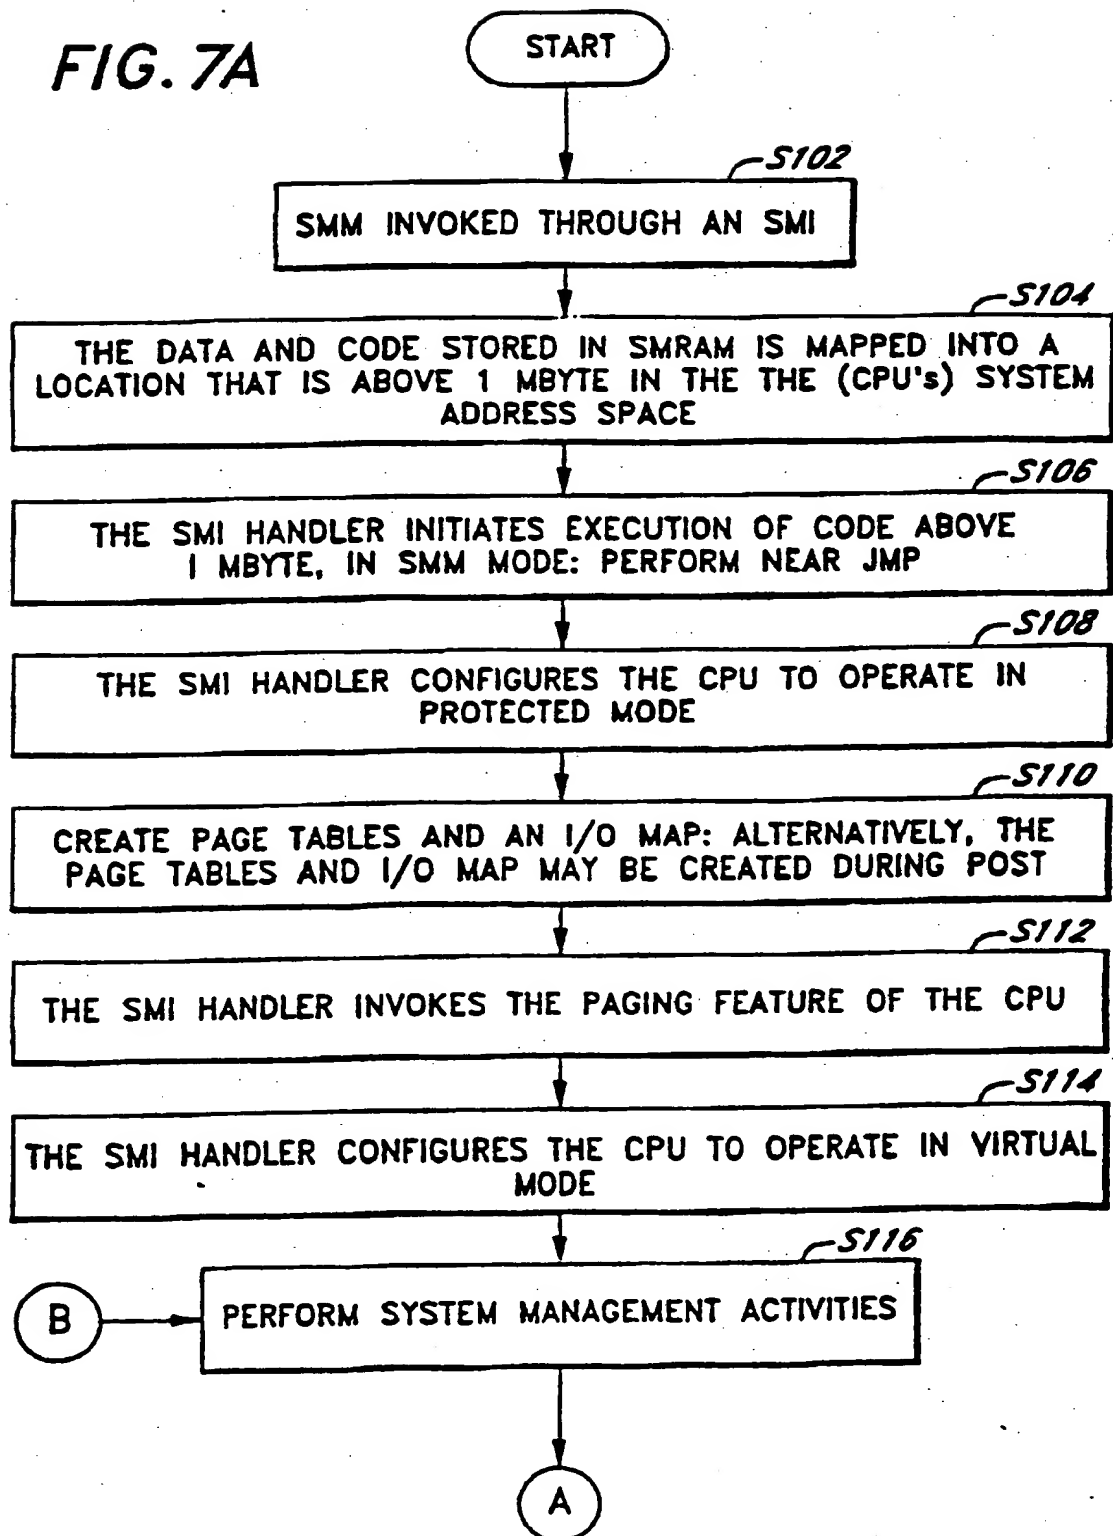 FIG. 7A
START
S102
SMM INVOKED THROUGH AN SMI
S104
THE DATA AND CODE STORED IN SMRAM IS MAPPED INTO A
LOCATION THAT IS ABOVE 1 MBYTE IN THE THE (CPU's) SYSTEM
ADDRESS SPACE
S106
THE SMI HANDLER INITIATES EXECUTION OF CODE ABOVE
1 MBYTE, IN SMM MODE: PERFORM NEAR JMP
S108
THE SMI HANDLER CONFIGURES THE CPU TO OPERATE IN
PROTECTED MODE
S110
CREATE PAGE TABLES AND AN I/O MAP: ALTERNATIVELY, THE
PAGE TABLES AND I/O MAP MAY BE CREATED DURING POST
S112
THE SMI HANDLER INVOKES THE PAGING FEATURE OF THE CPU
S114
THE SMI HANDLER CONFIGURES THE CPU TO OPERATE IN VIRTUAL
MODE
S116
B
PERFORM SYSTEM MANAGEMENT ACTIVITIES
A